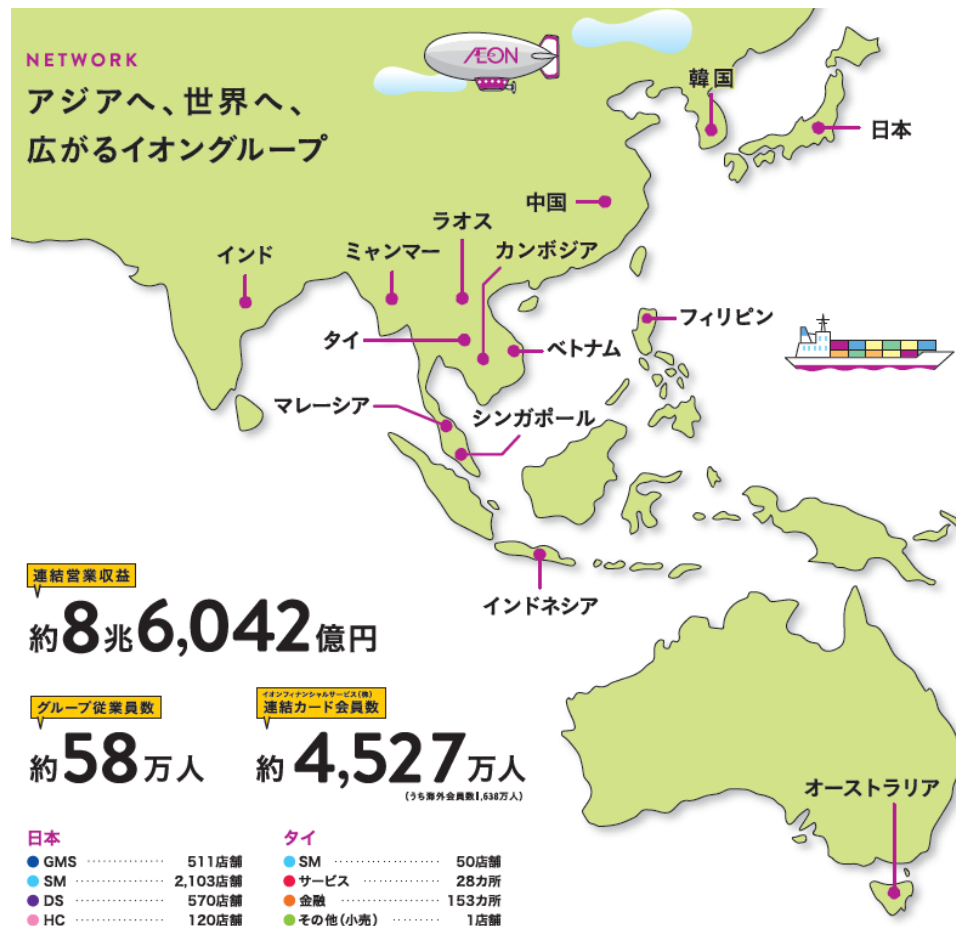 NETWORK
アジアへ、世界へ、
広がるイオングループ
ÆON
韓国
日本
中国
ラオス
インド
ミャンマー
カンボジア
フィリピン
タイ
ベトナム
マレーシア
シンガポール
インドネシア
オーストラリア
連結営業収益
約8兆6,042億円
グループ従業員数
約58万人
イオンフィナンシャルサービス(株)
連結カード会員数
約4,527万人
(うち海外会員数1,638万人)
日本
GMS 511店舗
SM 2,103店舗
DS 570店舗
HC 120店舗
タイ
SM 50店舗
サービス 28カ所
金融 153カ所
その他(小売) 1店舗